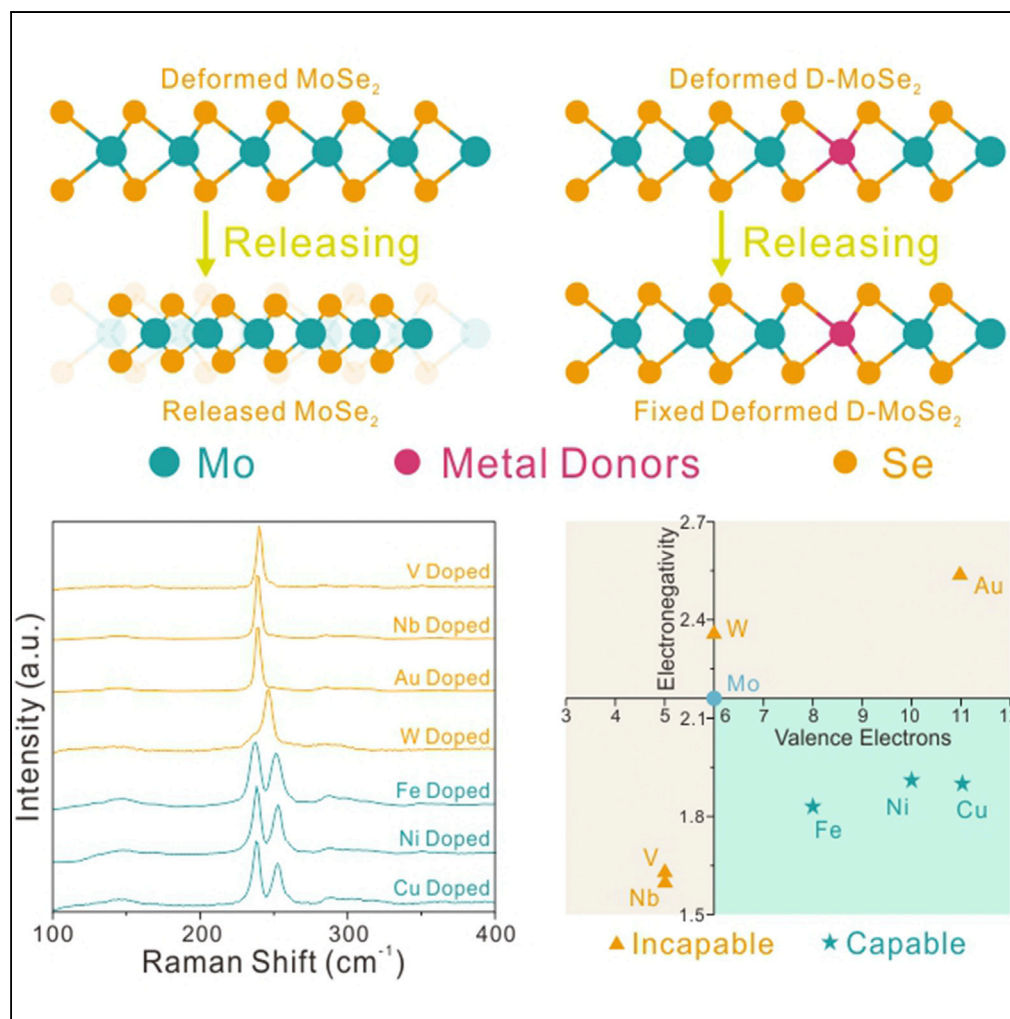 Deformed MoSe₂
Deformed D-MoSe₂
Releasing
Releasing
Released MoSe₂
Fixed Deformed D-MoSe₂
Mo
Metal Donors
Se
Intensity (a.u.)
V Doped
Nb Doped
Au Doped
W Doped
Fe Doped
Ni Doped
Cu Doped
100 200 300 400
Raman Shift (cm⁻¹)
Electronegativity
2.7
2.4
2.1
1.8
1.5
Au
W
Mo
3 4 5 6 7 8 9 10 11 12
Valence Electrons
Fe
Ni
Cu
V
Nb
Incapable
Capable